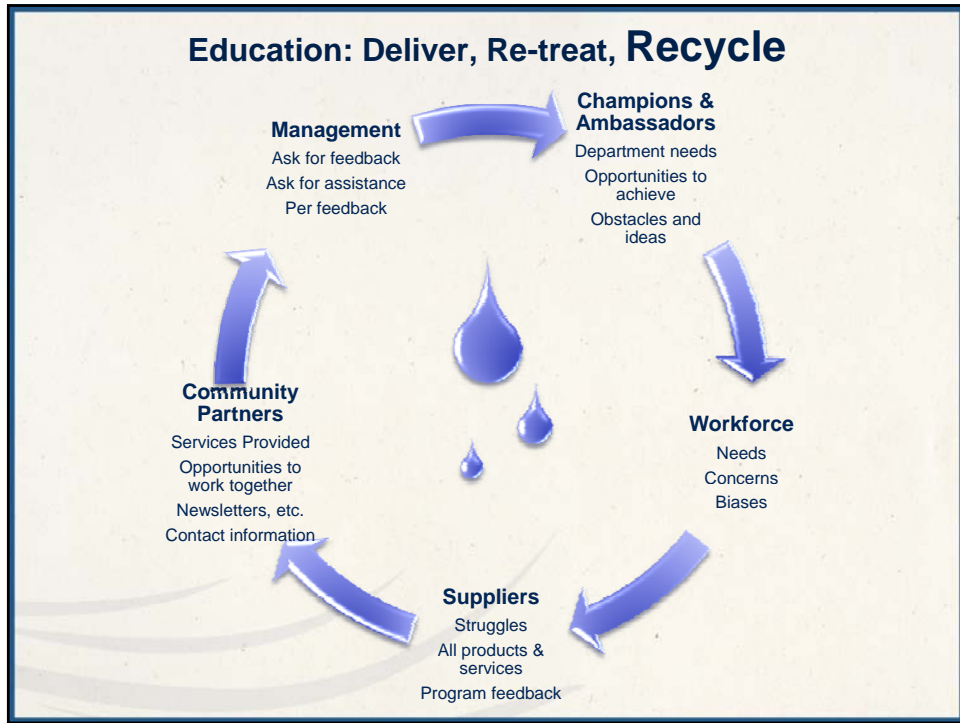 Education: Deliver, Re-treat, Recycle
Management
Ask for feedback
Ask for assistance
Per feedback
Champions &
Ambassadors
Department needs
Opportunities to
achieve
Obstacles and
ideas
Workforce
Needs
Concerns
Biases
Suppliers
Struggles
All products &
services
Program feedback
Community
Partners
Services Provided
Opportunities to
work together
Newsletters, etc.
Contact information